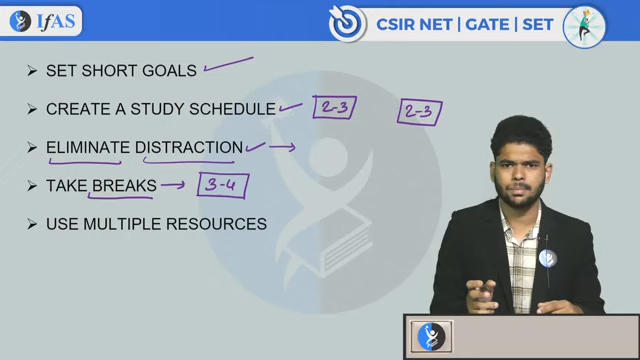 IFAS
CSIR NET | GATE | SET
SET SHORT GOALS
CREATE A STUDY SCHEDULE 2-3 2-3
ELIMINATE DISTRACTION
TAKE BREAKS 3-4
USE MULTIPLE RESOURCES